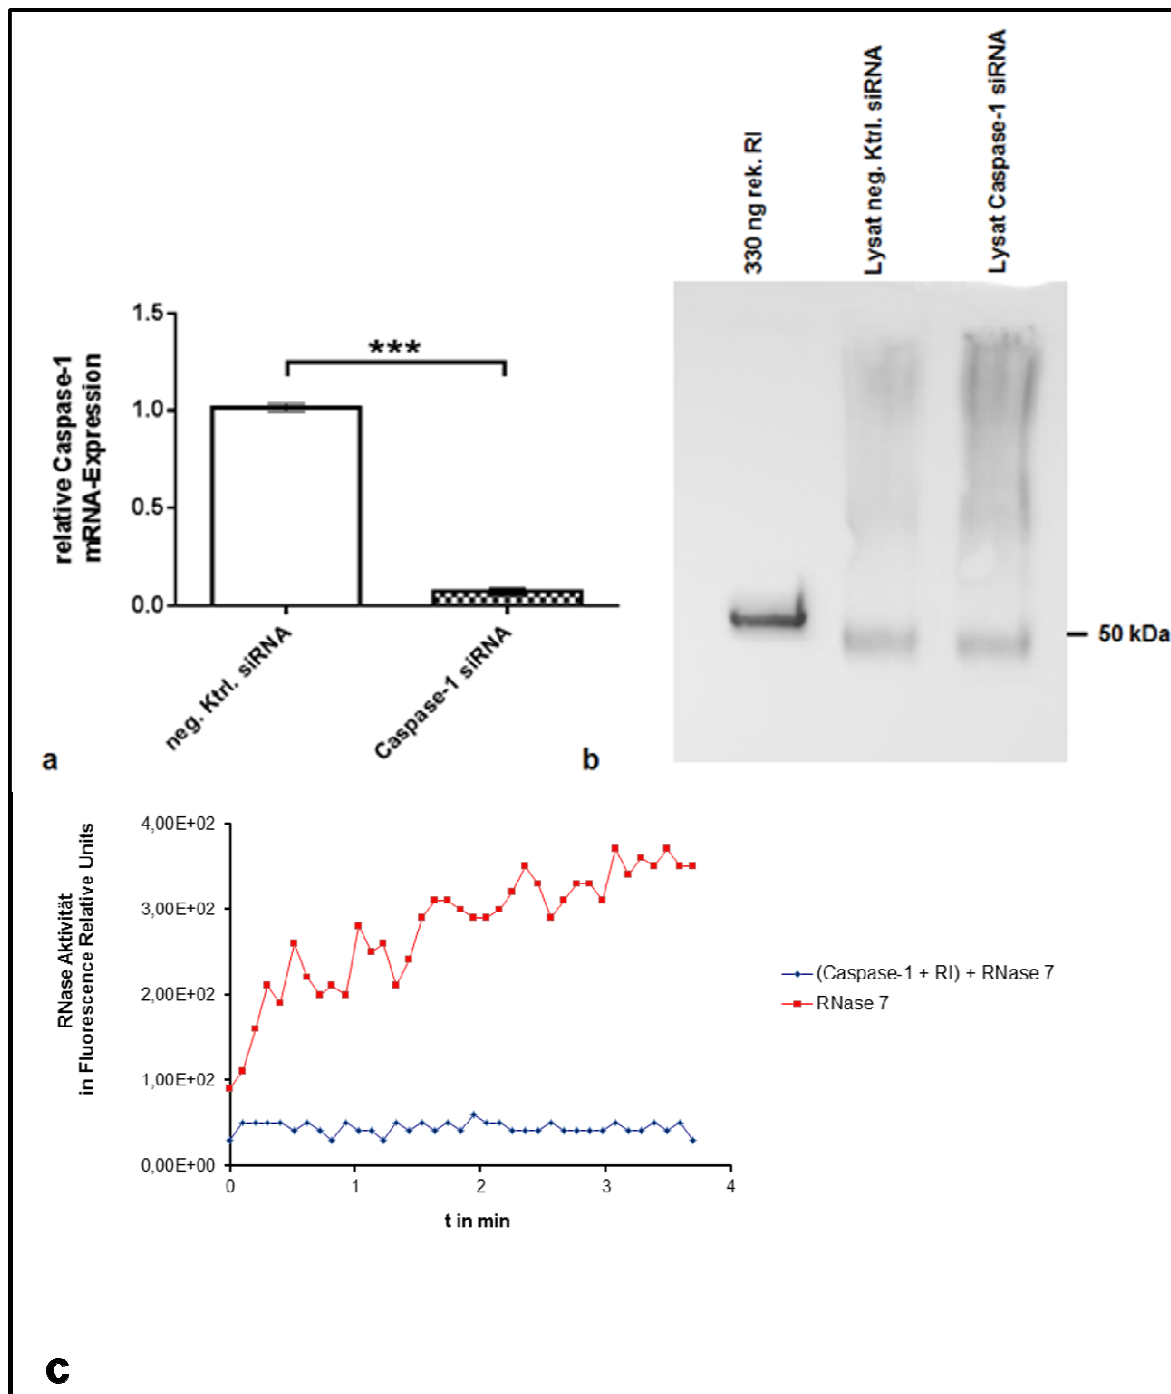 relative Caspase-1
mRNA-Expression
1.5
1.0
0.5
0.0
***
neg. Ktrl. siRNA
Caspase-1 siRNA
a
330 ng rek. RI
Lysat neg. Ktrl. siRNA
Lysat Caspase-1 siRNA
50 kDa
b
RNase Aktivität
in Fluorescence Relative Units
4,00E+02
3,00E+02
2,00E+02
1,00E+02
0,00E+00
0 1 2 3 4
t in min
(Caspase-1 + RI) + RNase 7
RNase 7
c